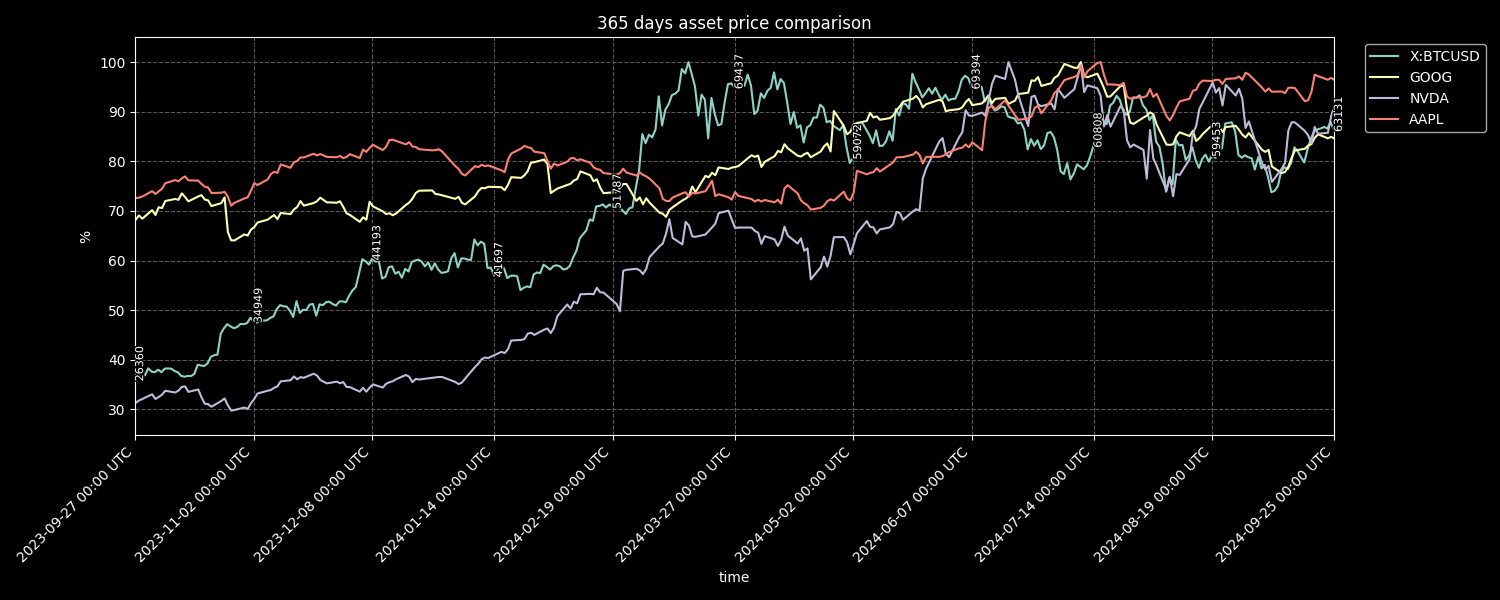 365 days asset price comparison
X:BTCUSD
GOOG
NVDA
AAPL
%
100
90
80
70
60
50
40
30
26360
34949
44193
41697
51787
69437
59072
69394
60808
59453
63131
2023-09-27 00:00 UTC
2023-11-02 00:00 UTC
2023-12-08 00:00 UTC
2024-01-14 00:00 UTC
2024-02-19 00:00 UTC
2024-03-27 00:00 UTC
2024-05-02 00:00 UTC
2024-06-07 00:00 UTC
2024-07-14 00:00 UTC
2024-08-19 00:00 UTC
2024-09-25 00:00 UTC
time